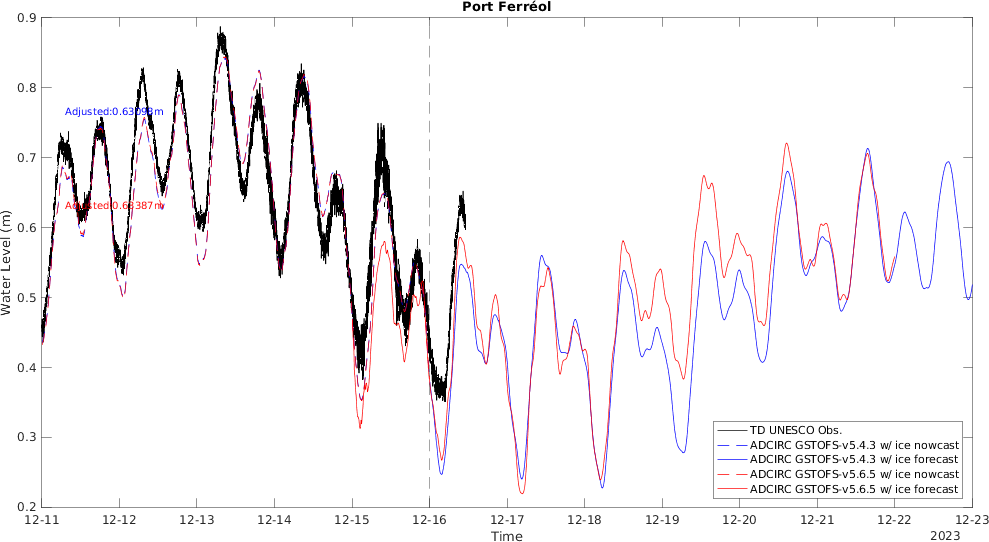 Port Ferréol
0.9
0.8
0.7
0.6
0.5
0.4
0.3
0.2
Water Level (m)
Adjusted:0.63093m
Adjusted:0.63387m
TD UNESCO Obs.
ADCIRC GSTOFS-v5.4.3 w/ ice nowcast
ADCIRC GSTOFS-v5.4.3 w/ ice forecast
ADCIRC GSTOFS-v5.6.5 w/ ice nowcast
ADCIRC GSTOFS-v5.6.5 w/ ice forecast
12-11 12-12 12-13 12-14 12-15 12-16 12-17 12-18 12-19 12-20 12-21 12-22 12-23
Time
2023